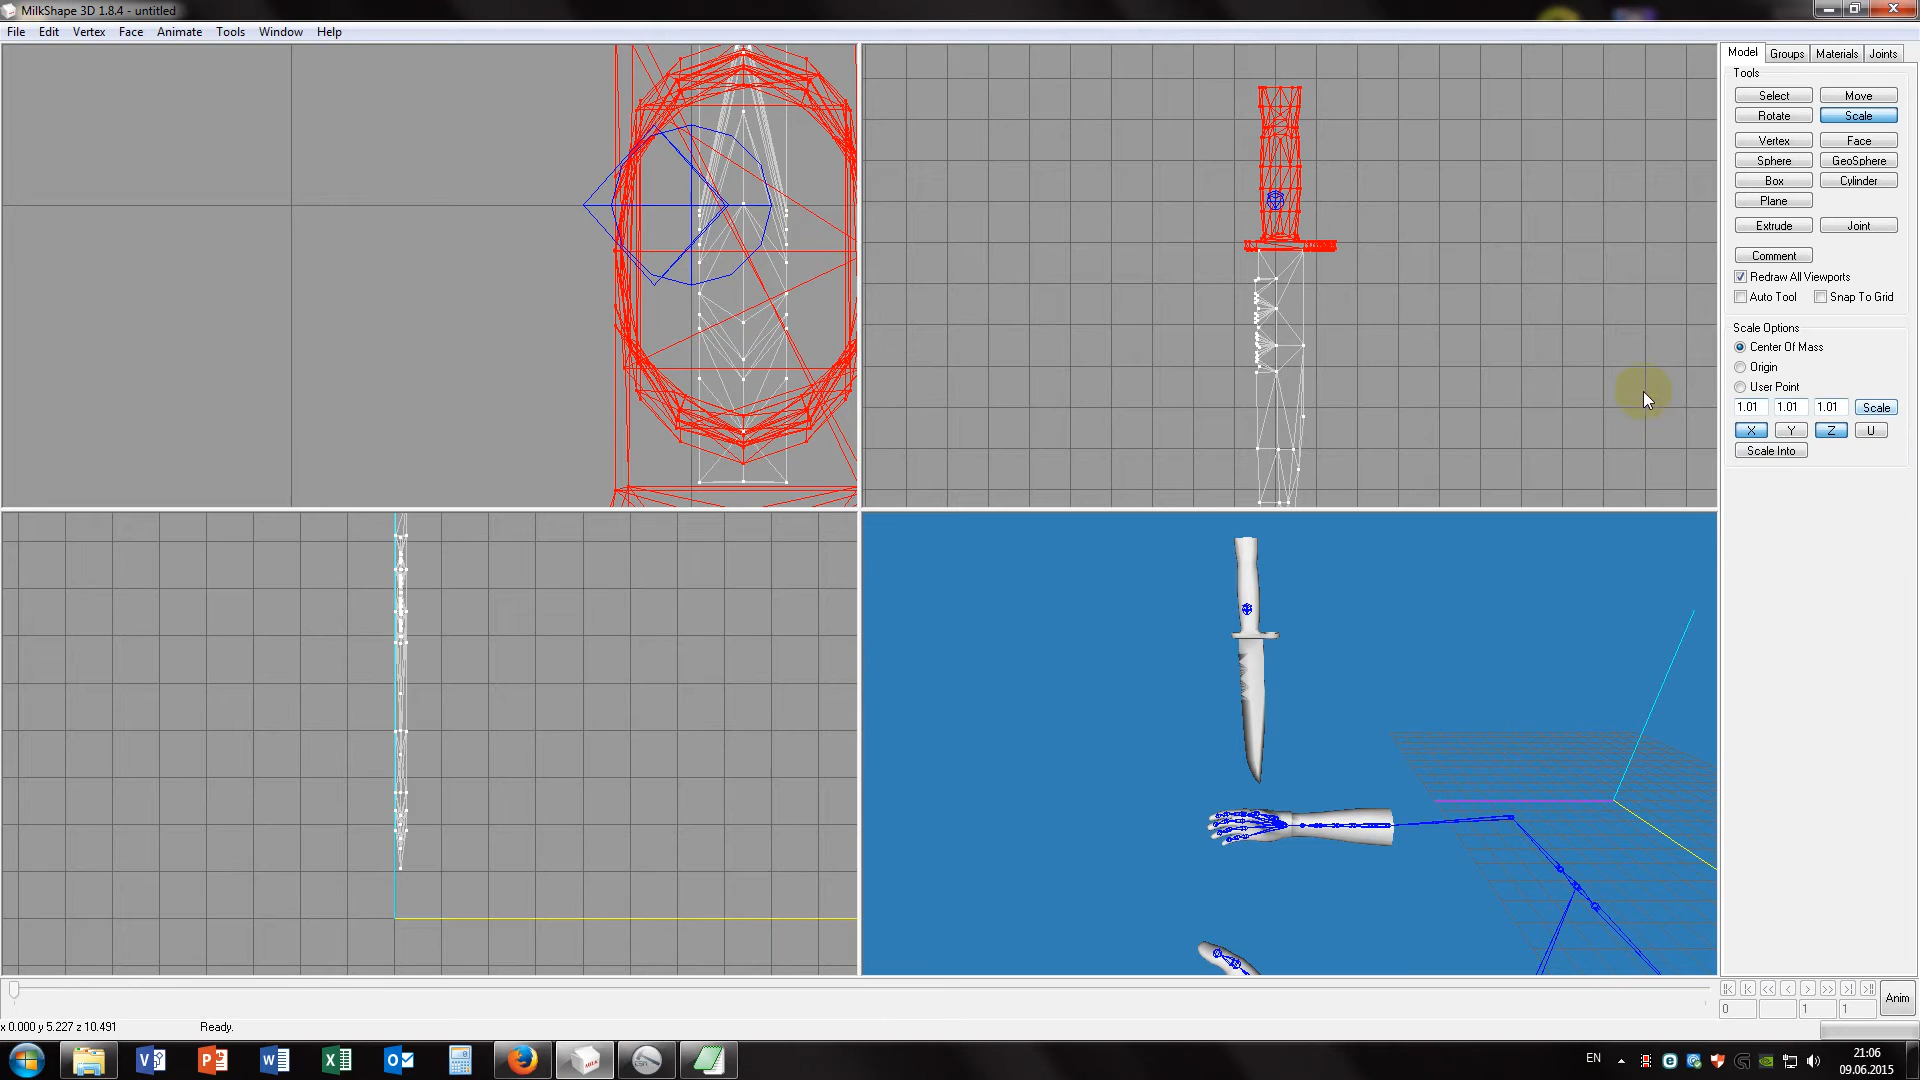 MilkShape 3D 1.8.4 - untitled
File Edit Vertex Face Animate Tools Window Help
Model Groups Materials Joints
Tools
Select Move
Rotate Scale
Vertex Face
Sphere GeoSphere
Box Cylinder
Plane
Extrude Joint
Comment
Redraw All Viewports
Auto Tool Snap To Grid
Scale Options
Center Of Mass
Origin
User Point
1.01 1.01 1.01 Scale
X Y Z U
Scale Into
Anim
0 1 1
x 0.000 y 5.227 z 10.491 Ready.
EN
21:06
09.06.2015